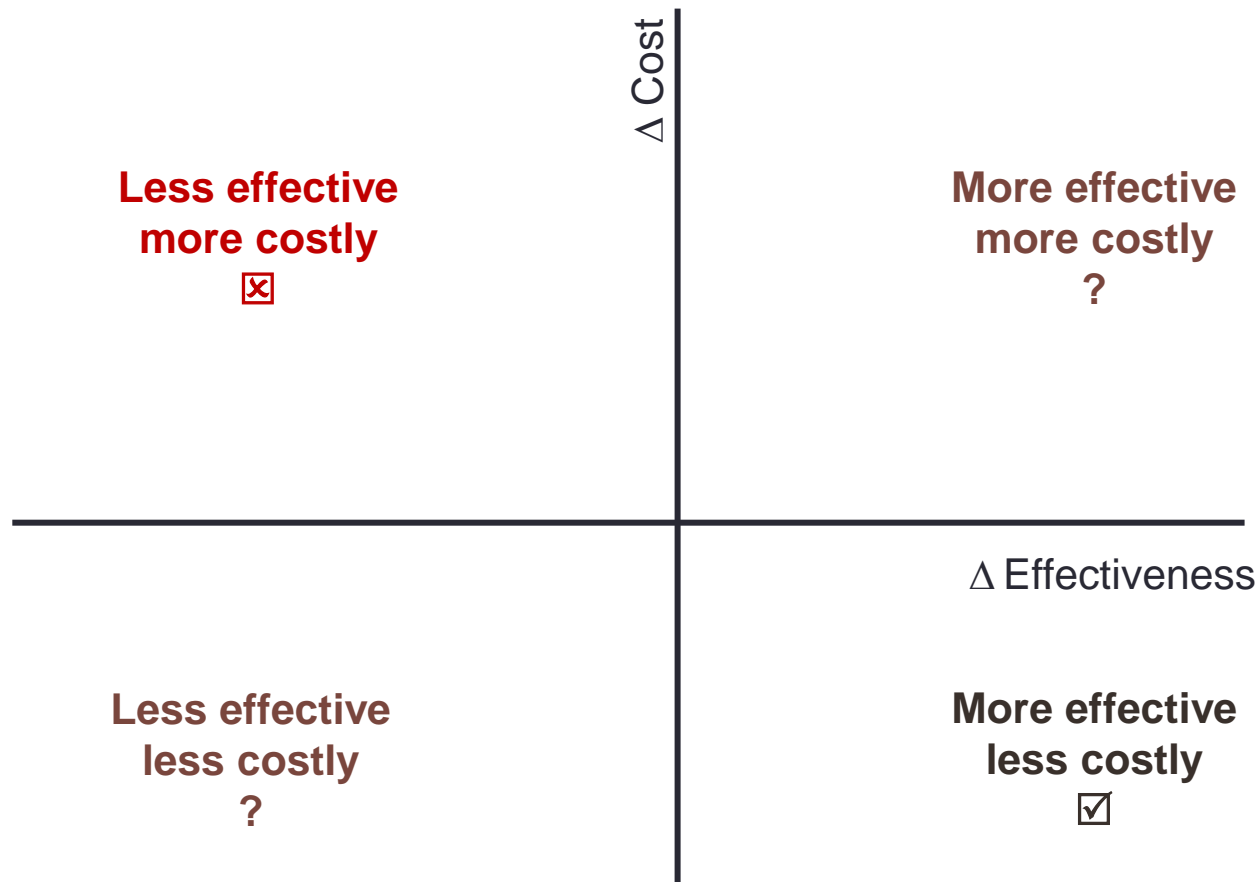 Δ Cost
Less effective
more costly
☒
More effective
more costly
?
Δ Effectiveness
Less effective
less costly
?
More effective
less costly
☑